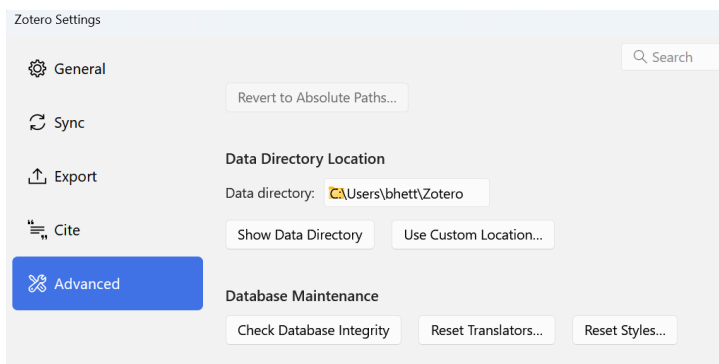 Zotero Settings
General
Search
Revert to Absolute Paths...
Sync
Data Directory Location
Export
Data directory: C:\Users\bhett\Zotero
Cite
Show Data Directory Use Custom Location...
Advanced
Database Maintenance
Check Database Integrity Reset Translators... Reset Styles...